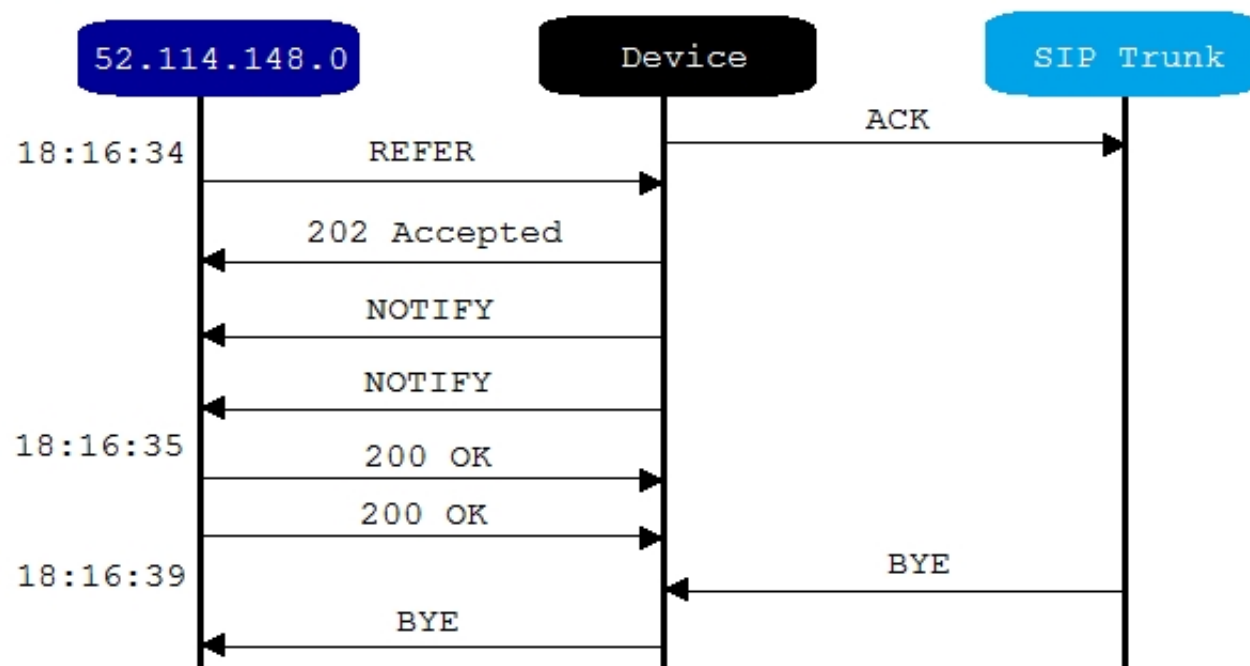 52.114.148.0
Device
SIP Trunk
ACK
18:16:34
REFER
202 Accepted
NOTIFY
NOTIFY
18:16:35
200 OK
200 OK
BYE
18:16:39
BYE